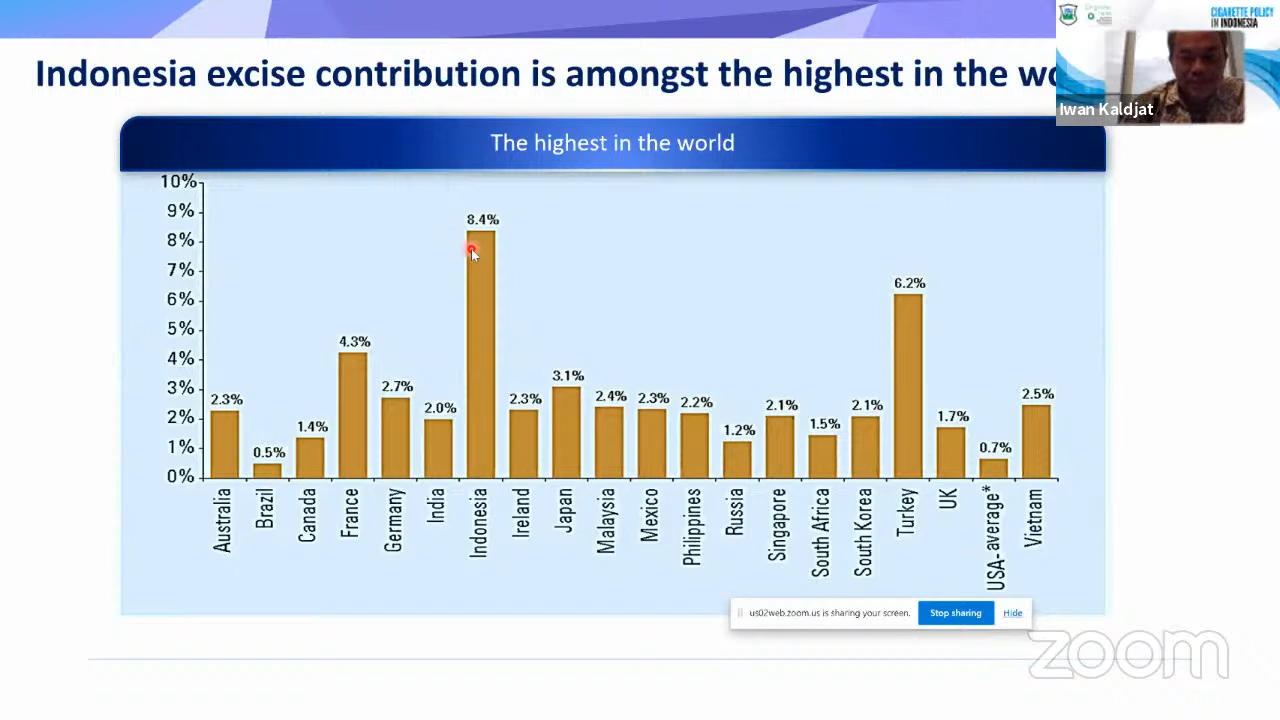 Indonesia excise contribution is amongst the highest in the wo
CIGARETTE POLICY
IN INDONESIA
Iwan Kaldjat
The highest in the world
10%
9%
8%
7%
6%
5%
4%
3%
2%
1%
0%
2.3%
0.5%
1.4%
4.3%
2.7%
2.0%
8.4%
2.3%
3.1%
2.4%
2.3%
2.2%
1.2%
2.1%
1.5%
2.1%
6.2%
1.7%
0.7%
2.5%
Australia
Brazil
Canada
France
Germany
India
Indonesia
Ireland
Japan
Malaysia
Mexico
Philippines
Russia
Singapore
South Africa
South Korea
Turkey
UK
USA- average*
Vietnam
us02web.zoom.us is sharing your screen.
Stop sharing
Hide
zoom